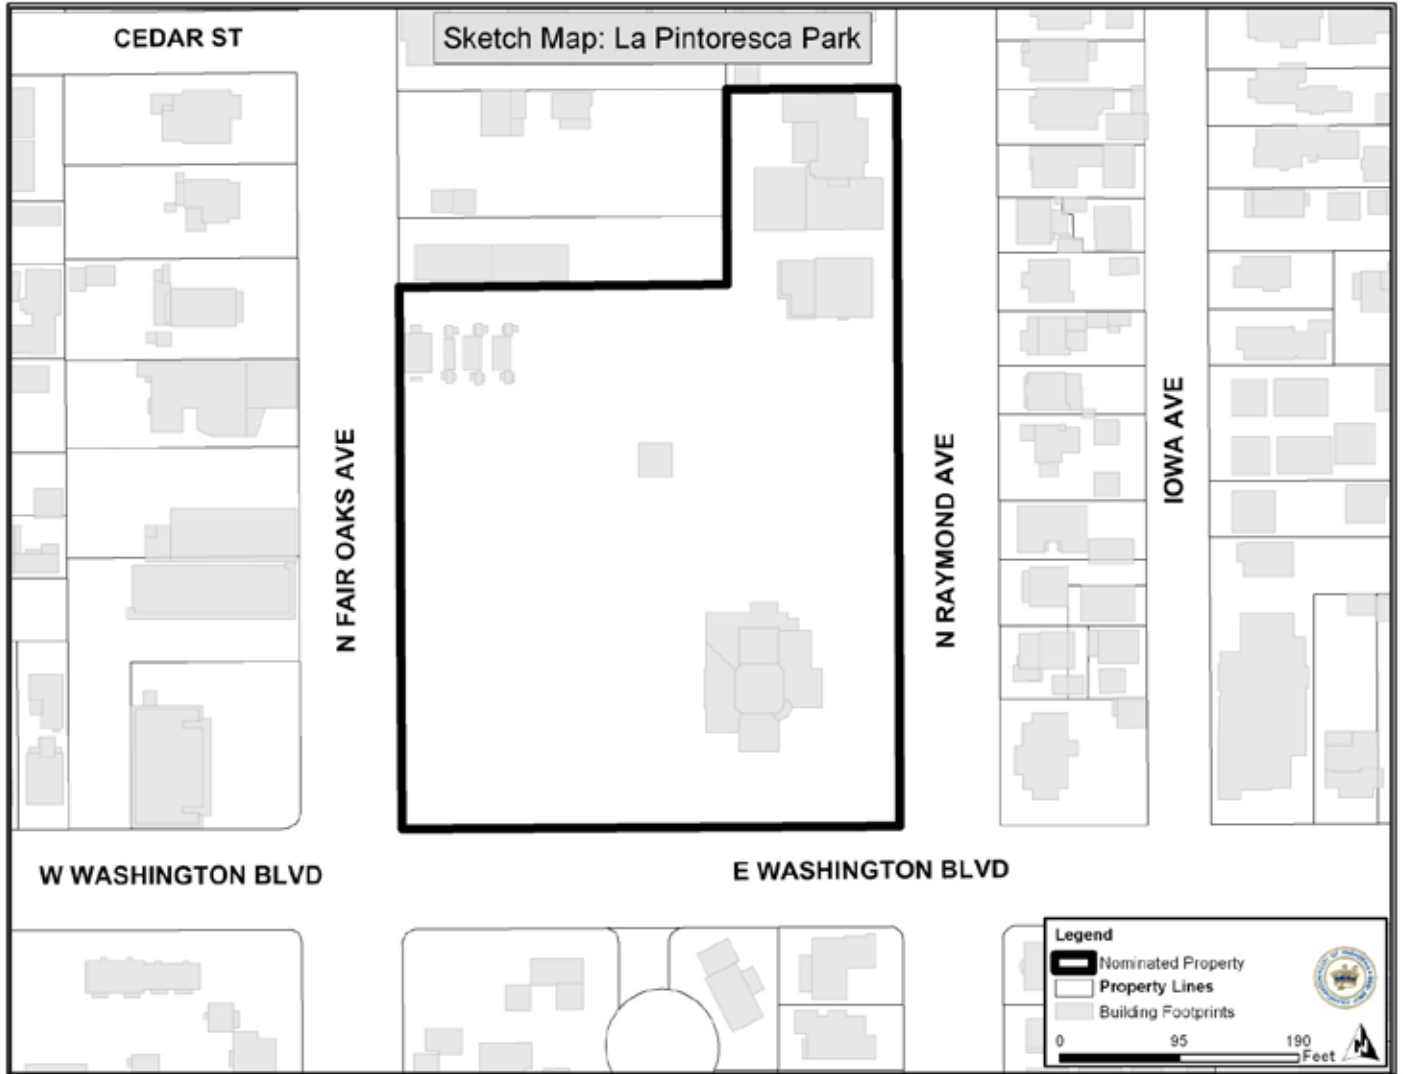 CEDAR ST
Sketch Map: La Pintoresca Park
N FAIR OAKS AVE
N RAYMOND AVE
IOWA AVE
W WASHINGTON BLVD
E WASHINGTON BLVD
Legend
Nominated Property
Property Lines
Building Footprints
0 95 190
Feet
N